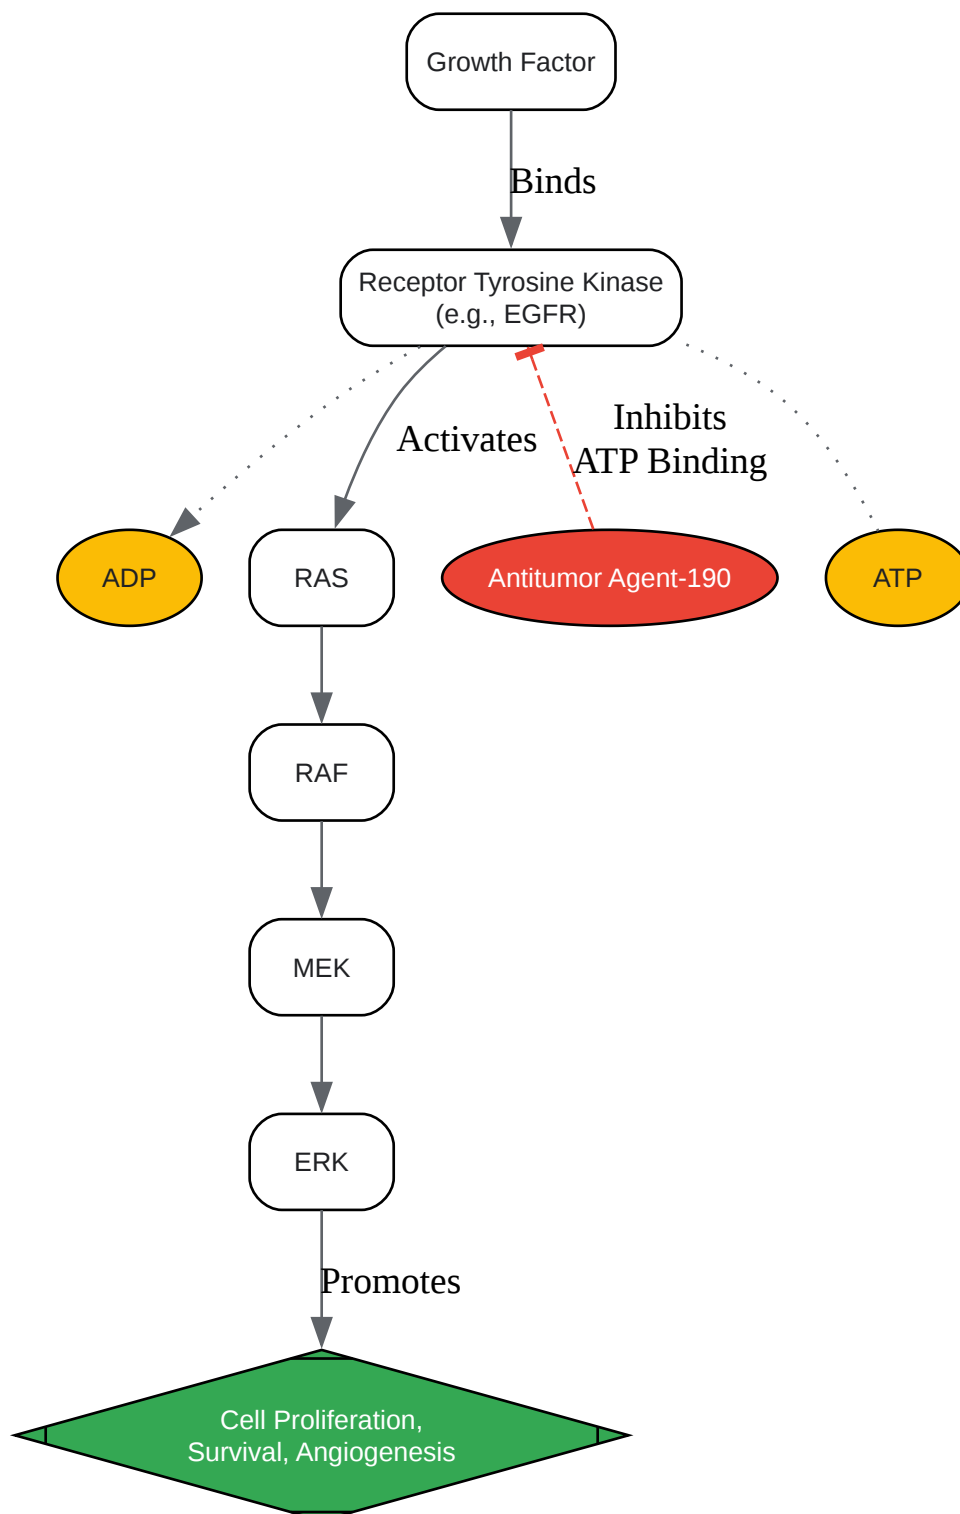 Growth Factor
Binds
Receptor Tyrosine Kinase
(e.g., EGFR)
Activates
Inhibits
ATP Binding
ADP
RAS
Antitumor Agent-190
ATP
RAF
MEK
ERK
Promotes
Cell Proliferation,
Survival, Angiogenesis